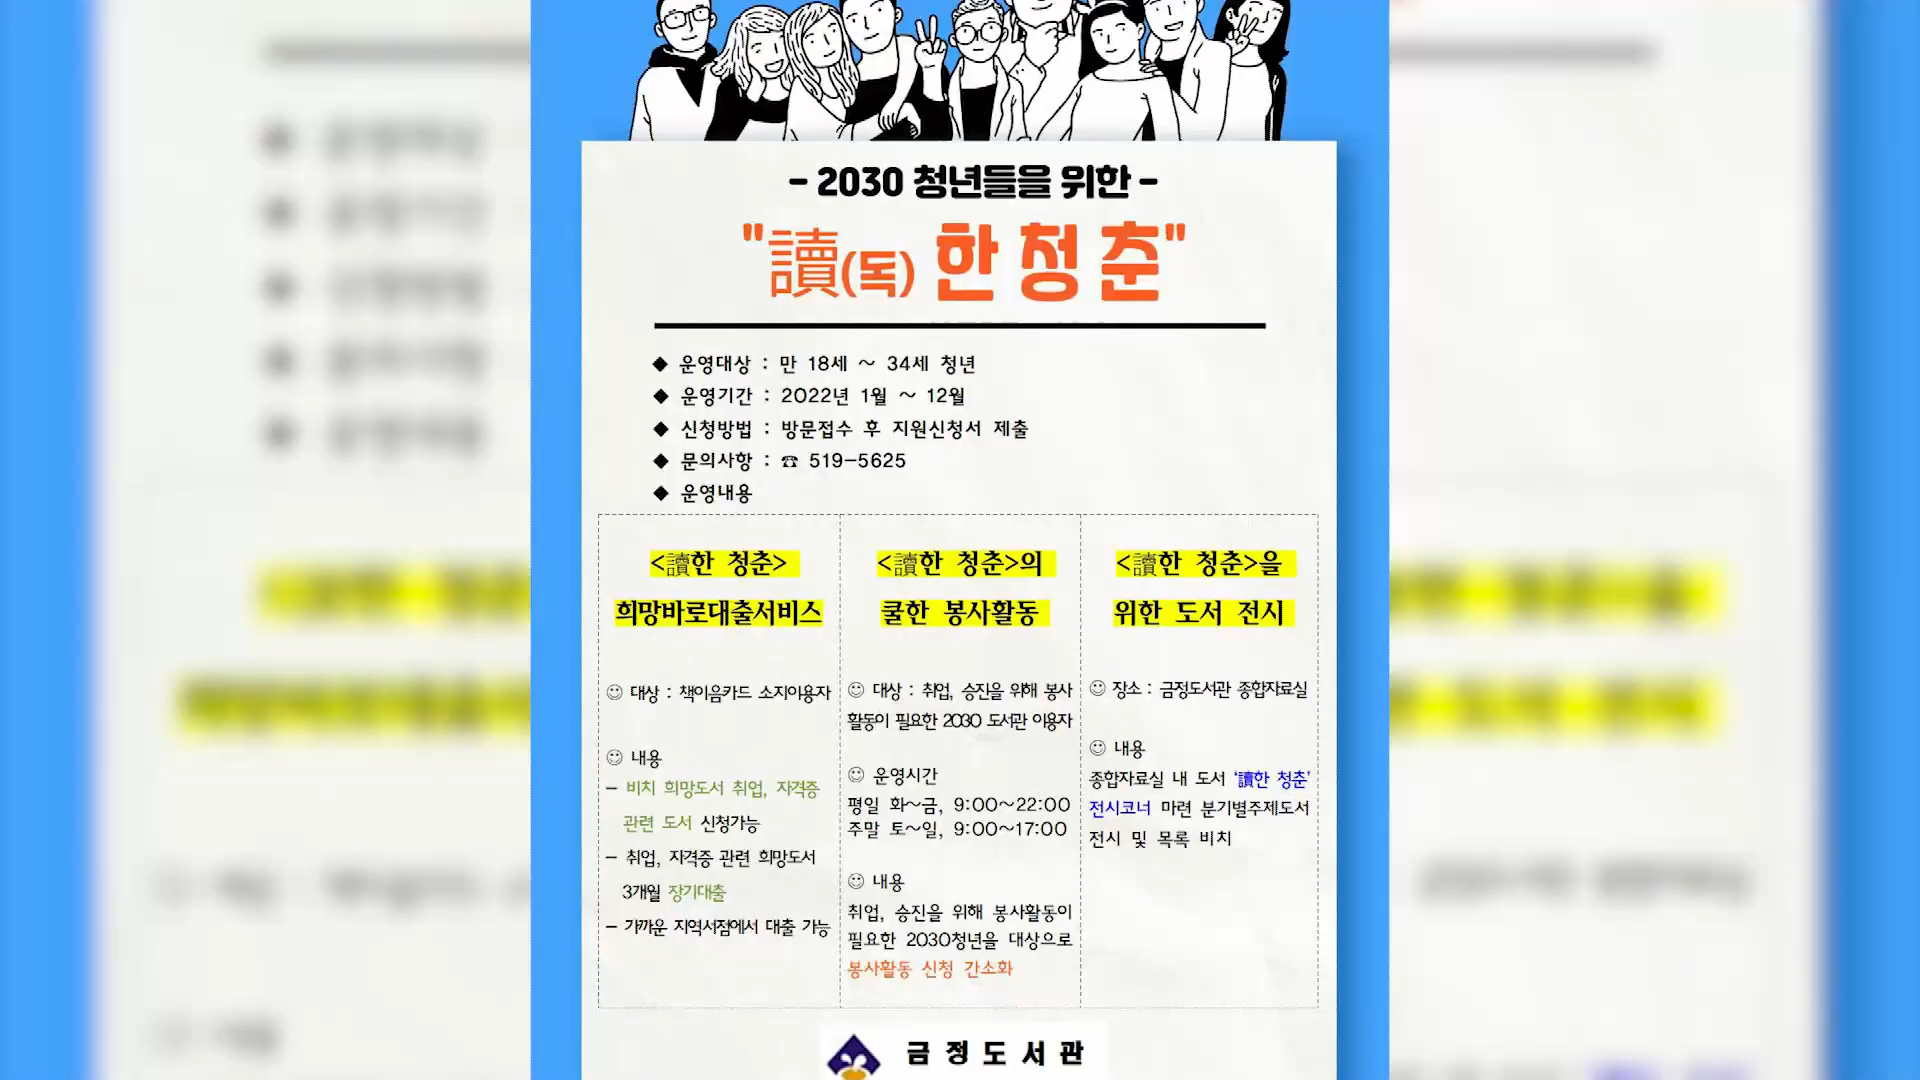 - 2030 청년들을 위한 -
"讀(독) 한 청 춘"
◆ 운영대상 : 만 18세 ~ 34세 청년
◆ 운영기간 : 2022년 1월 ~ 12월
◆ 신청방법 : 방문접수 후 지원신청서 제출
◆ 문의사항 : ☎ 519-5625
◆ 운영내용
<讀한 청춘>
희망바로대출서비스
☺ 대상 : 책이음카드 소지이용자
☺ 내용
- 비치 희망도서 취업, 자격증
관련 도서 신청가능
- 취업, 자격증 관련 희망도서
3개월 장기대출
- 가까운 지역서점에서 대출 가능
<讀한 청춘>의
쿨한 봉사활동
☺ 대상 : 취업, 승진을 위해 봉사
활동이 필요한 2030 도서관 이용자
☺ 운영시간
평일 화~금, 9:00~22:00
주말 토~일, 9:00~17:00
☺ 내용
취업, 승진을 위해 봉사활동이
필요한 2030청년을 대상으로
봉사활동 신청 간소화
<讀한 청춘>을
위한 도서 전시
☺ 장소 : 금정도서관 종합자료실
☺ 내용
종합자료실 내 도서 '讀한 청춘'
전시코너 마련 분기별주제도서
전시 및 목록 비치
금정도서관